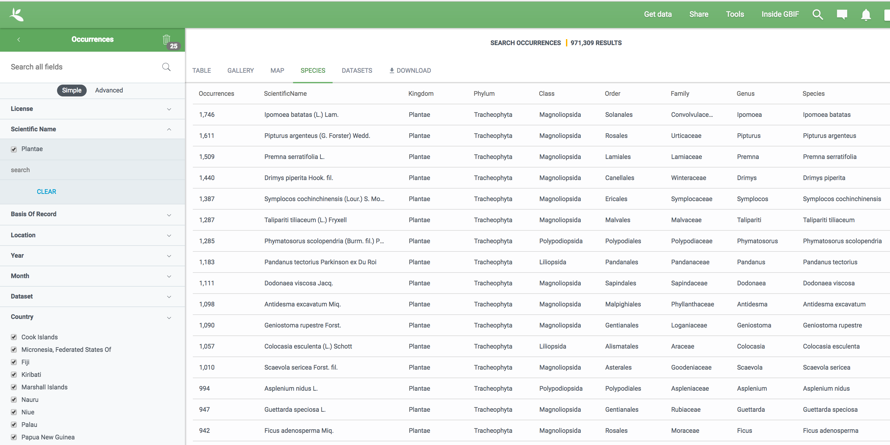 Get data Share Tools Inside GBIF
Occurrences 25
SEARCH OCCURRENCES | 971,309 RESULTS
Search all fields
TABLE GALLERY MAP SPECIES DATASETS DOWNLOAD
Simple Advanced
License
Scientific Name
Plantae
search
CLEAR
Basis Of Record
Location
Year
Month
Dataset
Country
Cook Islands
Micronesia, Federated States Of
Fiji
Kiribati
Marshall Islands
Nauru
Niue
Palau
Papua New Guinea
Occurrences ScientificName Kingdom Phylum Class Order Family Genus Species
1,746 Ipomoea batatas (L.) Lam. Plantae Tracheophyta Magnoliopsida Solanales Convolvulace... Ipomoea Ipomoea batatas
1,611 Pipturus argenteus (G. Forster) Wedd. Plantae Tracheophyta Magnoliopsida Rosales Urticaceae Pipturus Pipturus argenteus
1,509 Premna serratifolia L. Plantae Tracheophyta Magnoliopsida Lamiales Lamiaceae Premna Premna serratifolia
1,440 Drimys piperita Hook. fil. Plantae Tracheophyta Magnoliopsida Canellales Winteraceae Drimys Drimys piperita
1,387 Symplocos cochinchinensis (Lour.) S. Mo... Plantae Tracheophyta Magnoliopsida Ericales Symplocaceae Symplocos Symplocos cochinchinensis
1,287 Talipariti tiliaceum (L.) Fryxell Plantae Tracheophyta Magnoliopsida Malvales Malvaceae Talipariti Talipariti tiliaceum
1,285 Phymatosorus scolopendria (Burm. fil.) P... Plantae Tracheophyta Polypodiopsida Polypodiales Polypodiaceae Phymatosorus Phymatosorus scolopendria
1,183 Pandanus tectorius Parkinson ex Du Roi Plantae Tracheophyta Liliopsida Pandanales Pandanaceae Pandanus Pandanus tectorius
1,111 Dodonaea viscosa Jacq. Plantae Tracheophyta Magnoliopsida Sapindales Sapindaceae Dodonaea Dodonaea viscosa
1,098 Antidesma excavatum Miq. Plantae Tracheophyta Magnoliopsida Malpighiales Phyllanthaceae Antidesma Antidesma excavatum
1,090 Geniostoma rupestre Forst. Plantae Tracheophyta Magnoliopsida Gentianales Loganiaceae Geniostoma Geniostoma rupestre
1,057 Colocasia esculenta (L.) Schott Plantae Tracheophyta Liliopsida Alismatales Araceae Colocasia Colocasia esculenta
1,010 Scaevola sericea Forst. fil. Plantae Tracheophyta Magnoliopsida Asterales Goodeniaceae Scaevola Scaevola sericea
994 Asplenium nidus L. Plantae Tracheophyta Polypodiopsida Polypodiales Aspleniaceae Asplenium Asplenium nidus
947 Guettarda speciosa L. Plantae Tracheophyta Magnoliopsida Gentianales Rubiaceae Guettarda Guettarda speciosa
942 Ficus adenosperma Miq. Plantae Tracheophyta Magnoliopsida Rosales Moraceae Ficus Ficus adenosperma